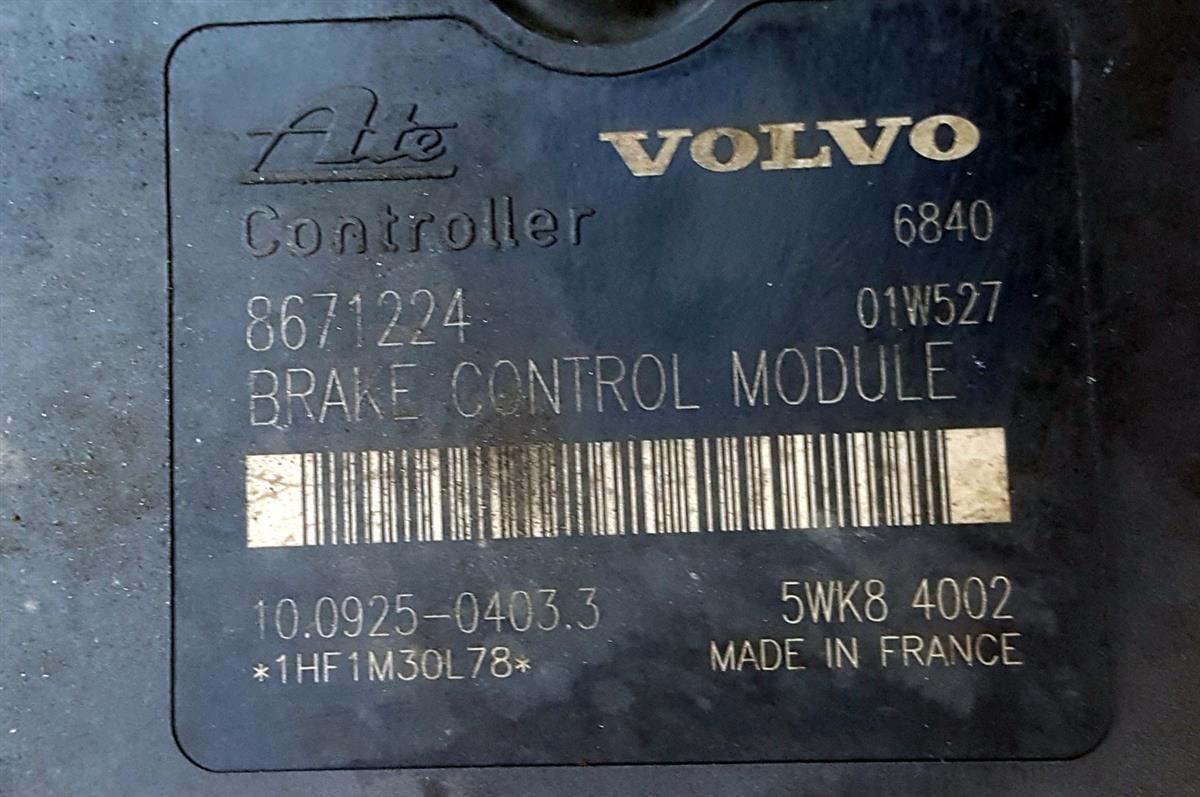 Ate VOLVO
Controller 6840
8671224 01W527
BRAKE CONTROL MODULE
10.0925-0403.3 5WK8 4002
*1HF1M30L78* MADE IN FRANCE